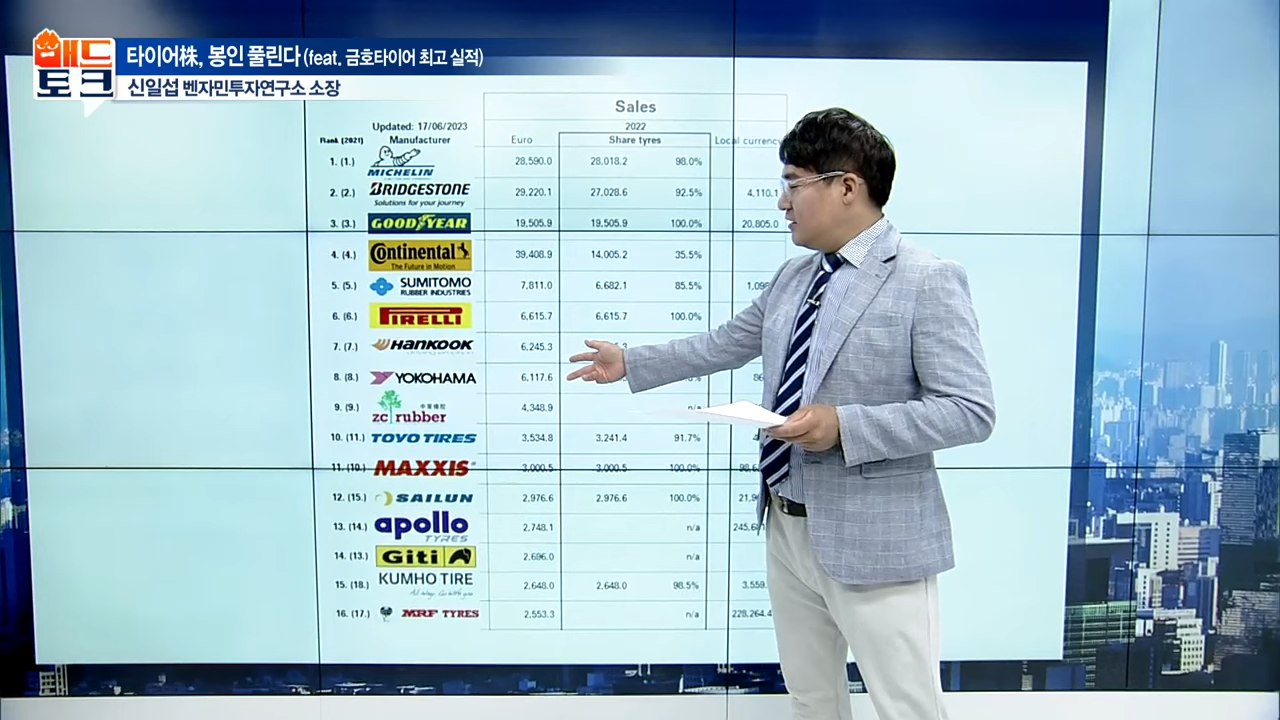 매드
토크
타이어株, 봉인 풀린다 (feat. 금호타이어 최고 실적)
신일섭 벤자민투자연구소 소장
Sales
Updated: 17/06/2023 2022
Rank (2021) Manufacturer Euro Share tyres Local currency
1. (1.) MICHELIN 28,590.0 28,018.2 98.0%
2. (2.) BRIDGESTONE 29,220.1 27,028.6 92.5% 4,110.1
Solutions for your journey
3. (3.) GOODYEAR 19,505.9 19,505.9 100.0% 20,805.0
4. (4.) Continental 39,408.9 14,005.2 35.5%
The Future in Motion
5. (5.) SUMITOMO 7,811.0 6,682.1 85.5%
RUBBER INDUSTRIES
6. (6.) PIRELLI 6,615.7 6,615.7 100.0%
7. (7.) HANKOOK 6,245.3
8. (8.) YOKOHAMA 6,117.6
9. (9.) zc rubber 4,348.9 n/a
10. (11.) TOYO TIRES 3,534.8 3,241.4 91.7%
11. (10.) MAXXIS 3,000.5 3,000.5 100.0%
12. (15.) SAILUN 2,976.6 2,976.6 100.0%
13. (14.) apollo 2,748.1 n/a
TYRES
14. (13.) Giti 2,696.0 n/a
15. (18.) KUMHO TIRE 2,648.0 2,648.0 98.5% 3,559.
16. (17.) MRF TYRES 2,553.3 n/a 228,264.4